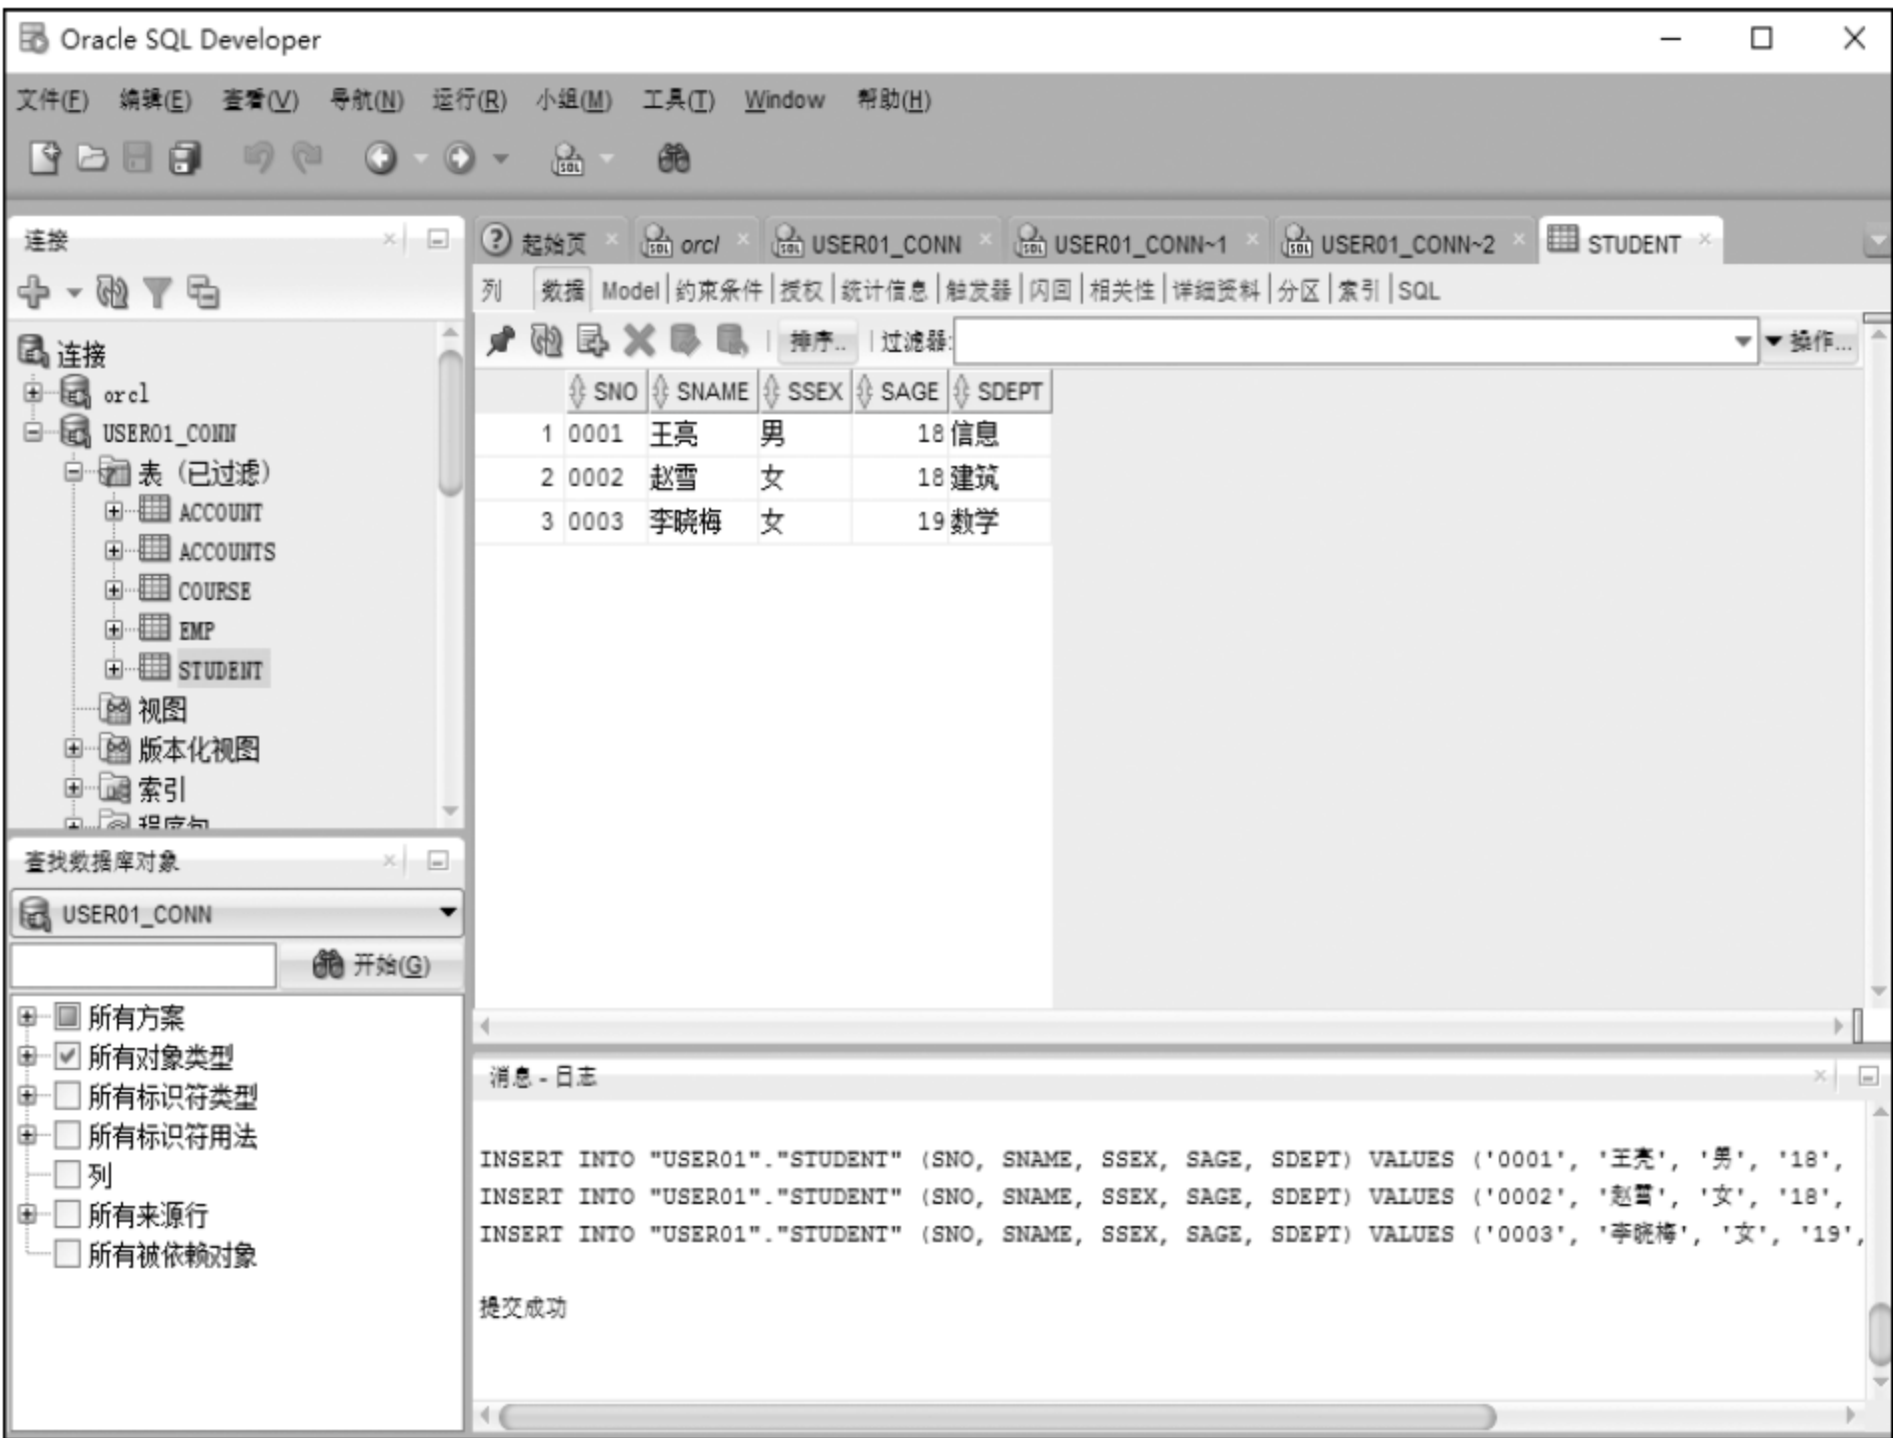 Oracle SQL Developer
文件(F) 编辑(E) 查看(V) 导航(N) 运行(R) 小组(M) 工具(T) Window 帮助(H)
连接
连接
orcl
USER01_CONN
表 (已过滤)
ACCOUNT
ACCOUNTS
COURSE
EMP
STUDENT
视图
版本化视图
索引
程序包
查找数据库对象
USER01_CONN
开始(G)
所有方案
所有对象类型
所有标识符类型
所有标识符用法
列
所有来源行
所有被依赖对象
起始页 orcl USER01_CONN USER01_CONN~1 USER01_CONN~2 STUDENT
列 数据 Model 约束条件 授权 统计信息 触发器 闪回 相关性 详细资料 分区 索引 SQL
排序.. 过滤器: 操作...
SNO SNAME SSEX SAGE SDEPT
1 0001 王亮 男 18 信息
2 0002 赵雪 女 18 建筑
3 0003 李晓梅 女 19 数学
消息 - 日志
INSERT INTO "USER01"."STUDENT" (SNO, SNAME, SSEX, SAGE, SDEPT) VALUES ('0001', '王亮', '男', '18',
INSERT INTO "USER01"."STUDENT" (SNO, SNAME, SSEX, SAGE, SDEPT) VALUES ('0002', '赵雪', '女', '18',
INSERT INTO "USER01"."STUDENT" (SNO, SNAME, SSEX, SAGE, SDEPT) VALUES ('0003', '李晓梅', '女', '19',
提交成功